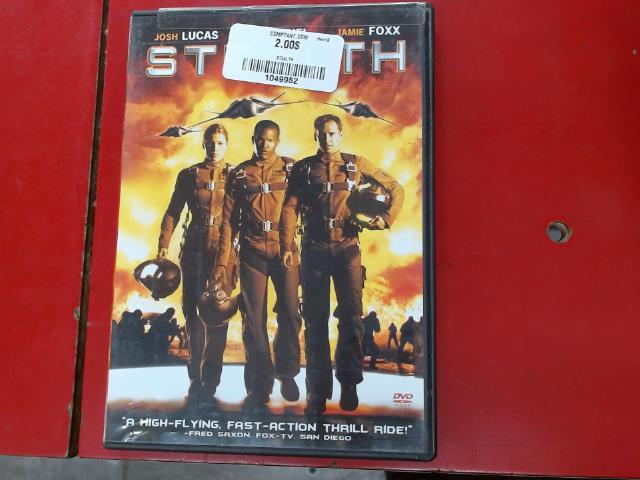 JOSH LUCAS JAMIE FOXX
COMPTANT.COM
2.00$
STEALTH
1049952
ST TH
DVD
"A HIGH-FLYING, FAST-ACTION THRILL RIDE!"
-FRED SAXON, FOX-TV, SAN DIEGO